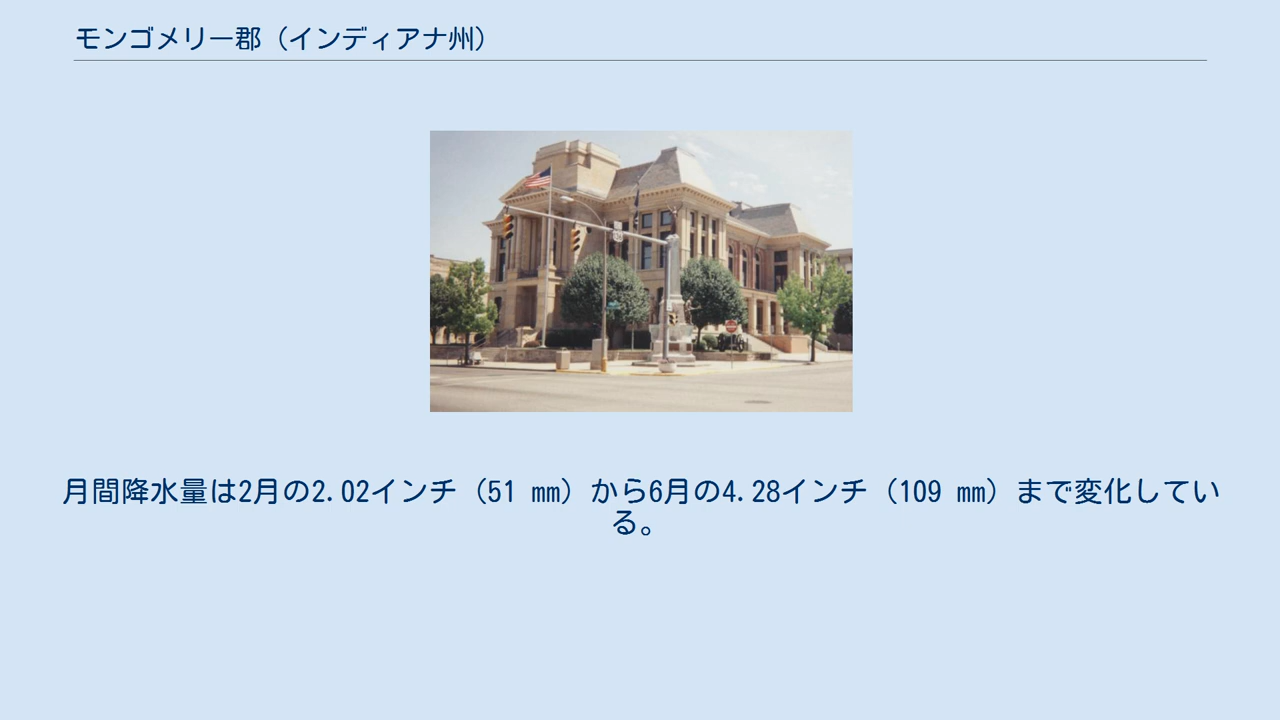 モンゴメリー郡（インディアナ州）
月間降水量は2月の2.02インチ（51 mm）から6月の4.28インチ（109 mm）まで変化してい
る。